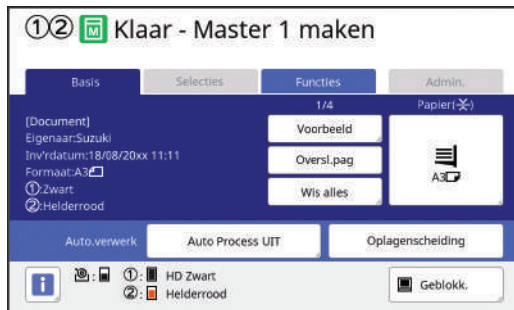 ①② M Klaar - Master 1 maken
Basis Selecties Functies Admin.
1/4 Papier(
[Document]
Eigenaar:Suzuki
Inv'rdatum:18/08/20xx 11:11
Formaat:A3
①:Zwart
②:Helderrood
Voorbeeld
Oversl.pag
Wis alles
A3
Auto.verwerk Auto Process UIT Oplagenscheiding
i : ①: HD Zwart
②: Helderrood
Geblokk.